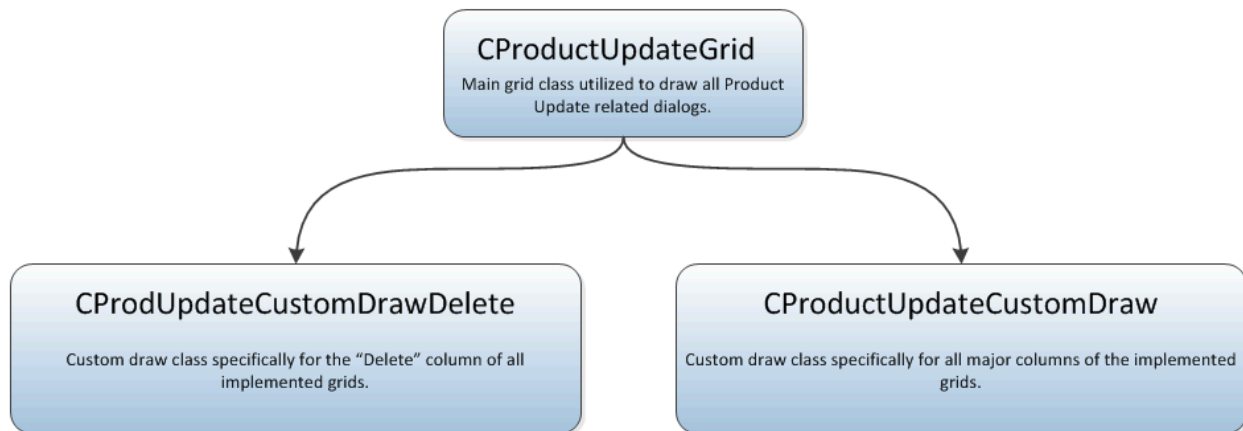 CProductUpdateGrid
Main grid class utilized to draw all Product
Update related dialogs.
CProdUpdateCustomDrawDelete
Custom draw class specifically for the “Delete” column of all
implemented grids.
CProductUpdateCustomDraw
Custom draw class specifically for all major columns of the implemented
grids.